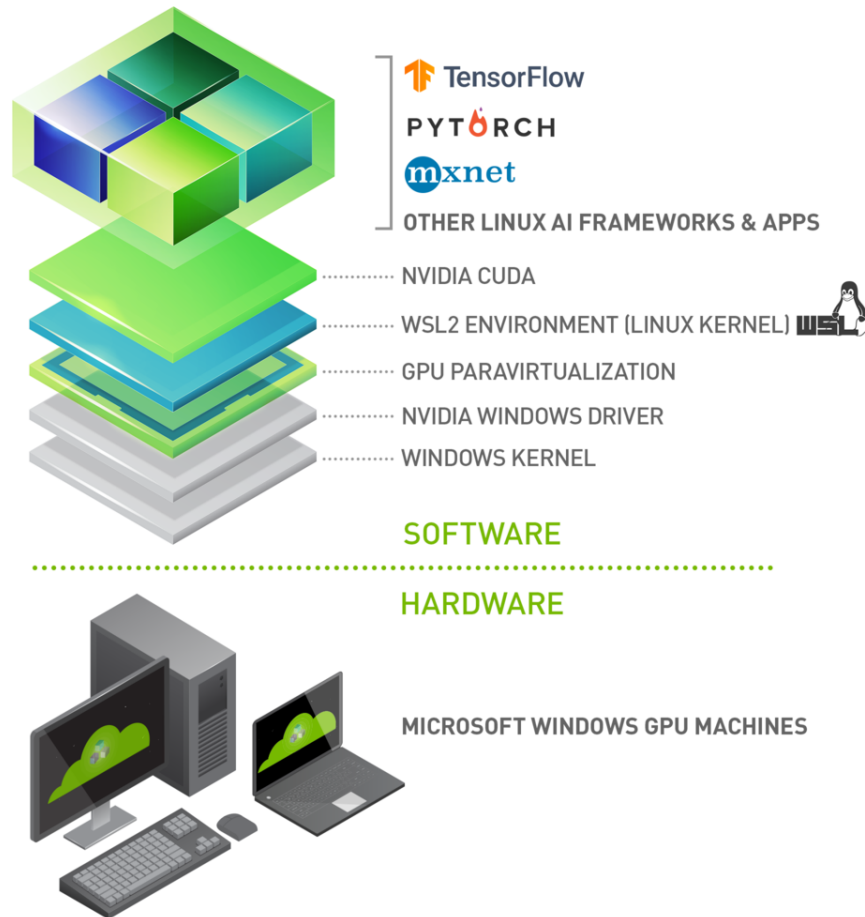 TensorFlow
PYTORCH
mxnet
OTHER LINUX AI FRAMEWORKS & APPS
NVIDIA CUDA
WSL2 ENVIRONMENT (LINUX KERNEL) WSL
GPU PARAVIRTUALIZATION
NVIDIA WINDOWS DRIVER
WINDOWS KERNEL
SOFTWARE
HARDWARE
MICROSOFT WINDOWS GPU MACHINES